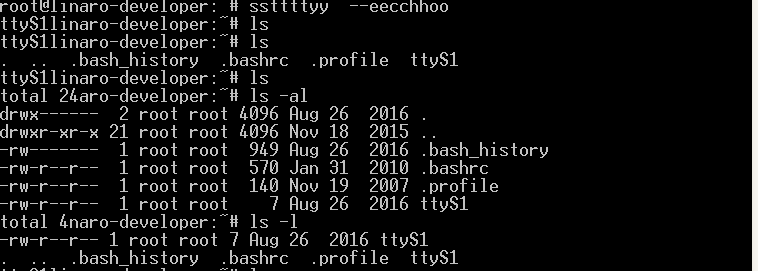 root@linaro-developer:~# ssttttyy  --eecchhoo
ttyS1linaro-developer:~# ls
ttyS1linaro-developer:~# ls
.  ..  .bash_history  .bashrc  .profile  ttyS1
ttyS1linaro-developer:~# ls
total 24aro-developer:~# ls -al
drwx------  2 root root 4096 Aug 26  2016 .
drwxr-xr-x 21 root root 4096 Nov 18  2015 ..
-rw-------  1 root root  949 Aug 26  2016 .bash_history
-rw-r--r--  1 root root  570 Jan 31  2010 .bashrc
-rw-r--r--  1 root root  140 Nov 19  2007 .profile
-rw-r--r--  1 root root    7 Aug 26  2016 ttyS1
total 4naro-developer:~# ls -l
-rw-r--r-- 1 root root 7 Aug 26  2016 ttyS1
.  ..  .bash_history  .bashrc  .profile  ttyS1
ttyS1linaro-developer:~# ls